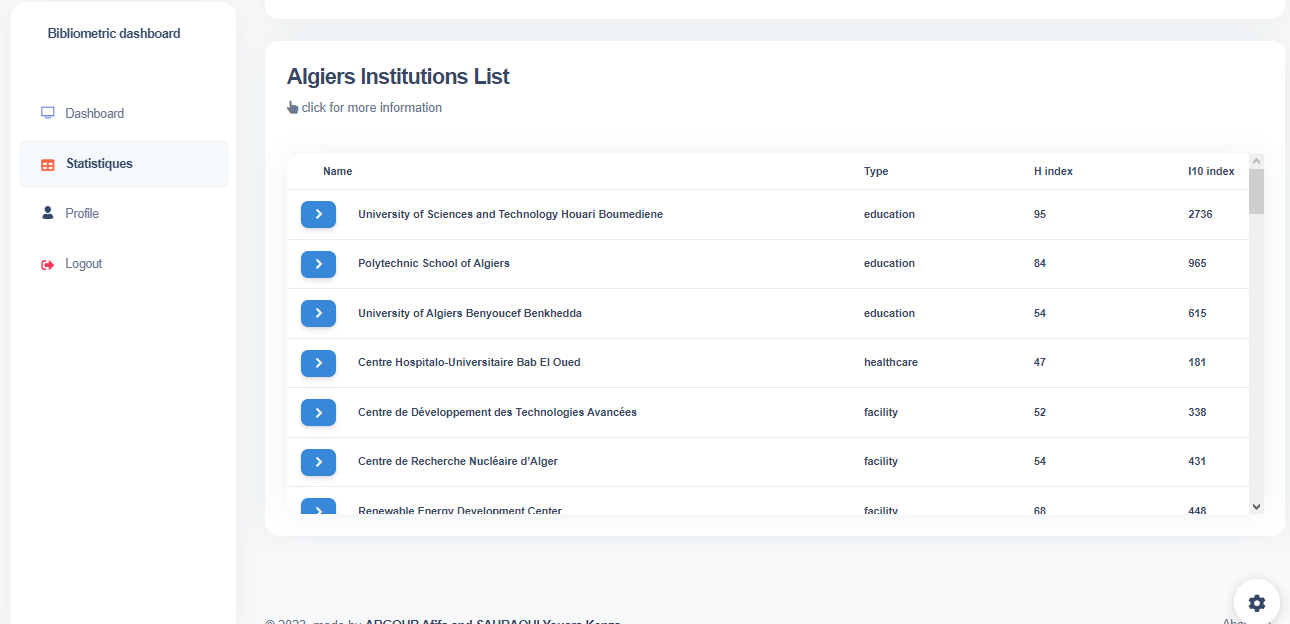 Bibliometric dashboard
Dashboard
Statistiques
Profile
Logout
Algiers Institutions List
click for more information
Name Type H index I10 index
University of Sciences and Technology Houari Boumediene education 95 2736
Polytechnic School of Algiers education 84 965
University of Algiers Benyoucef Benkhedda education 54 615
Centre Hospitalo-Universitaire Bab El Oued healthcare 47 181
Centre de Développement des Technologies Avancées facility 52 338
Centre de Recherche Nucléaire d'Alger facility 54 431
Renewable Energy Development Center facility 68 448
made by